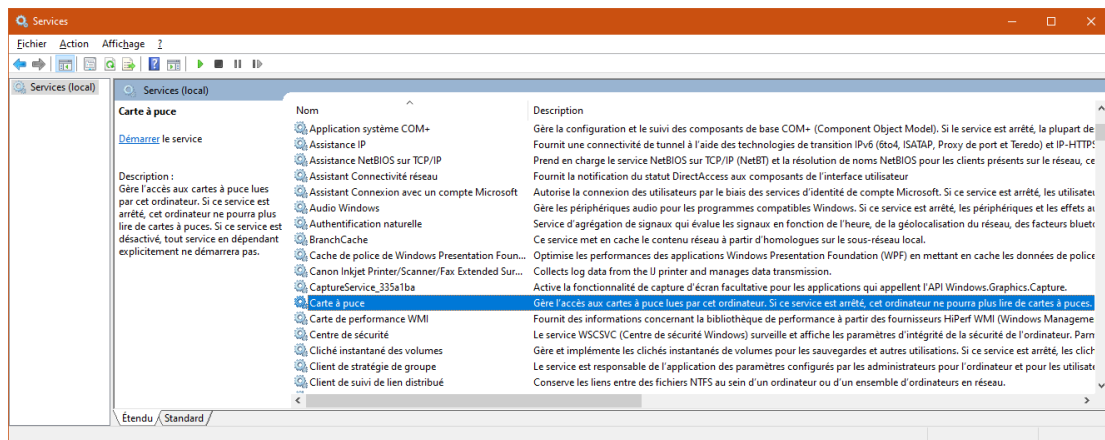 Services
Fichier Action Affichage ?
Services (local)
Services (local)
Carte à puce
Démarrer le service
Description :
Gère l'accès aux cartes à puce lues
par cet ordinateur. Si ce service est
arrêté, cet ordinateur ne pourra plus
lire de cartes à puces. Si ce service est
désactivé, tout service en dépendant
explicitement ne démarrera pas.
Nom Description
Application système COM+ Gère la configuration et le suivi des composants de base COM+ (Component Object Model). Si le service est arrêté, la plupart de
Assistance IP Fournit une connectivité de tunnel à l'aide des technologies de transition IPv6 (6to4, ISATAP, Proxy de port et Teredo) et IP-HTTPS
Assistance NetBIOS sur TCP/IP Prend en charge le service NetBIOS sur TCP/IP (NetBT) et la résolution de noms NetBIOS pour les clients présents sur le réseau, ce
Assistant Connectivité réseau Fournit la notification du statut DirectAccess aux composants de l'interface utilisateur
Assistant Connexion avec un compte Microsoft Autorise la connexion des utilisateurs par le biais des services d'identité de compte Microsoft. Si ce service est arrêté, les utilisateu
Audio Windows Gère les périphériques audio pour les programmes compatibles Windows. Si ce service est arrêté, les périphériques et les effets au
Authentification naturelle Service d'agrégation de signaux qui évalue les signaux en fonction de l'heure, de la géolocalisation du réseau, des facteurs blueto
BranchCache Ce service met en cache le contenu réseau à partir d'homologues sur le sous-réseau local.
Cache de police de Windows Presentation Foun... Optimise les performances des applications Windows Presentation Foundation (WPF) en mettant en cache les données de police
Canon Inkjet Printer/Scanner/Fax Extended Sur... Collects log data from the IJ printer and manages data transmission.
CaptureService_335a1ba Active la fonctionnalité de capture d'écran facultative pour les applications qui appellent l'API Windows.Graphics.Capture.
Carte à puce Gère l'accès aux cartes à puce lues par cet ordinateur. Si ce service est arrêté, cet ordinateur ne pourra plus lire de cartes à puces.
Carte de performance WMI Fournit des informations concernant la bibliothèque de performance à partir des fournisseurs HiPerf WMI (Windows Manageme
Centre de sécurité Le service WSCSVC (Centre de sécurité Windows) surveille et affiche les paramètres d'intégrité de la sécurité de l'ordinateur. Parm
Cliché instantané des volumes Gère et implémente les clichés instantanés de volumes pour les sauvegardes et autres utilisations. Si ce service est arrêté, les clich
Client de stratégie de groupe Le service est responsable de l'application des paramètres configurés par les administrateurs pour l'ordinateur et pour les utilisate
Client de suivi de lien distribué Conserve les liens entre des fichiers NTFS au sein d'un ordinateur ou d'un ensemble d'ordinateurs en réseau.
Étendu Standard